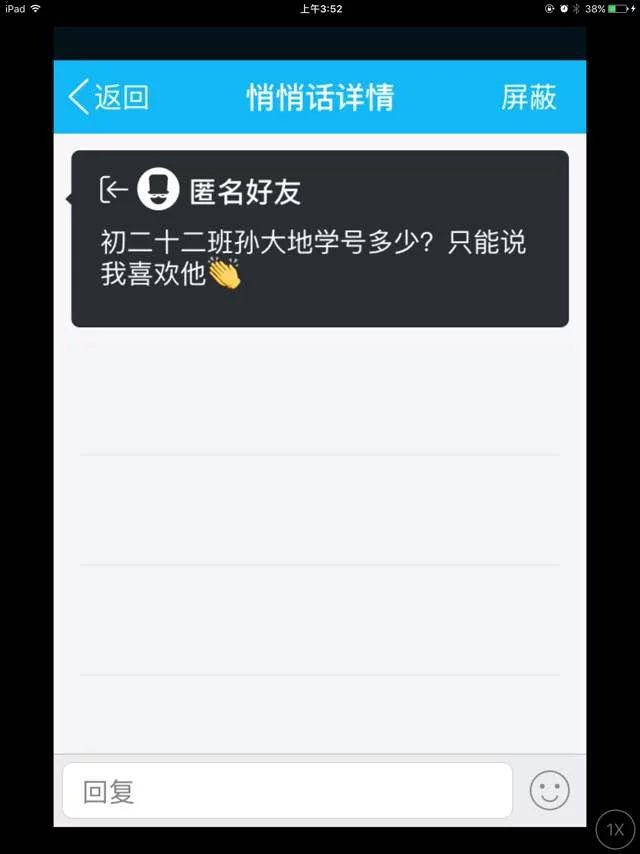 iPad 上午3:52 38%
返回 悄悄话详情 屏蔽
匿名好友
初二十二班孙大地学号多少？只能说
我喜欢他👏
回复
1X